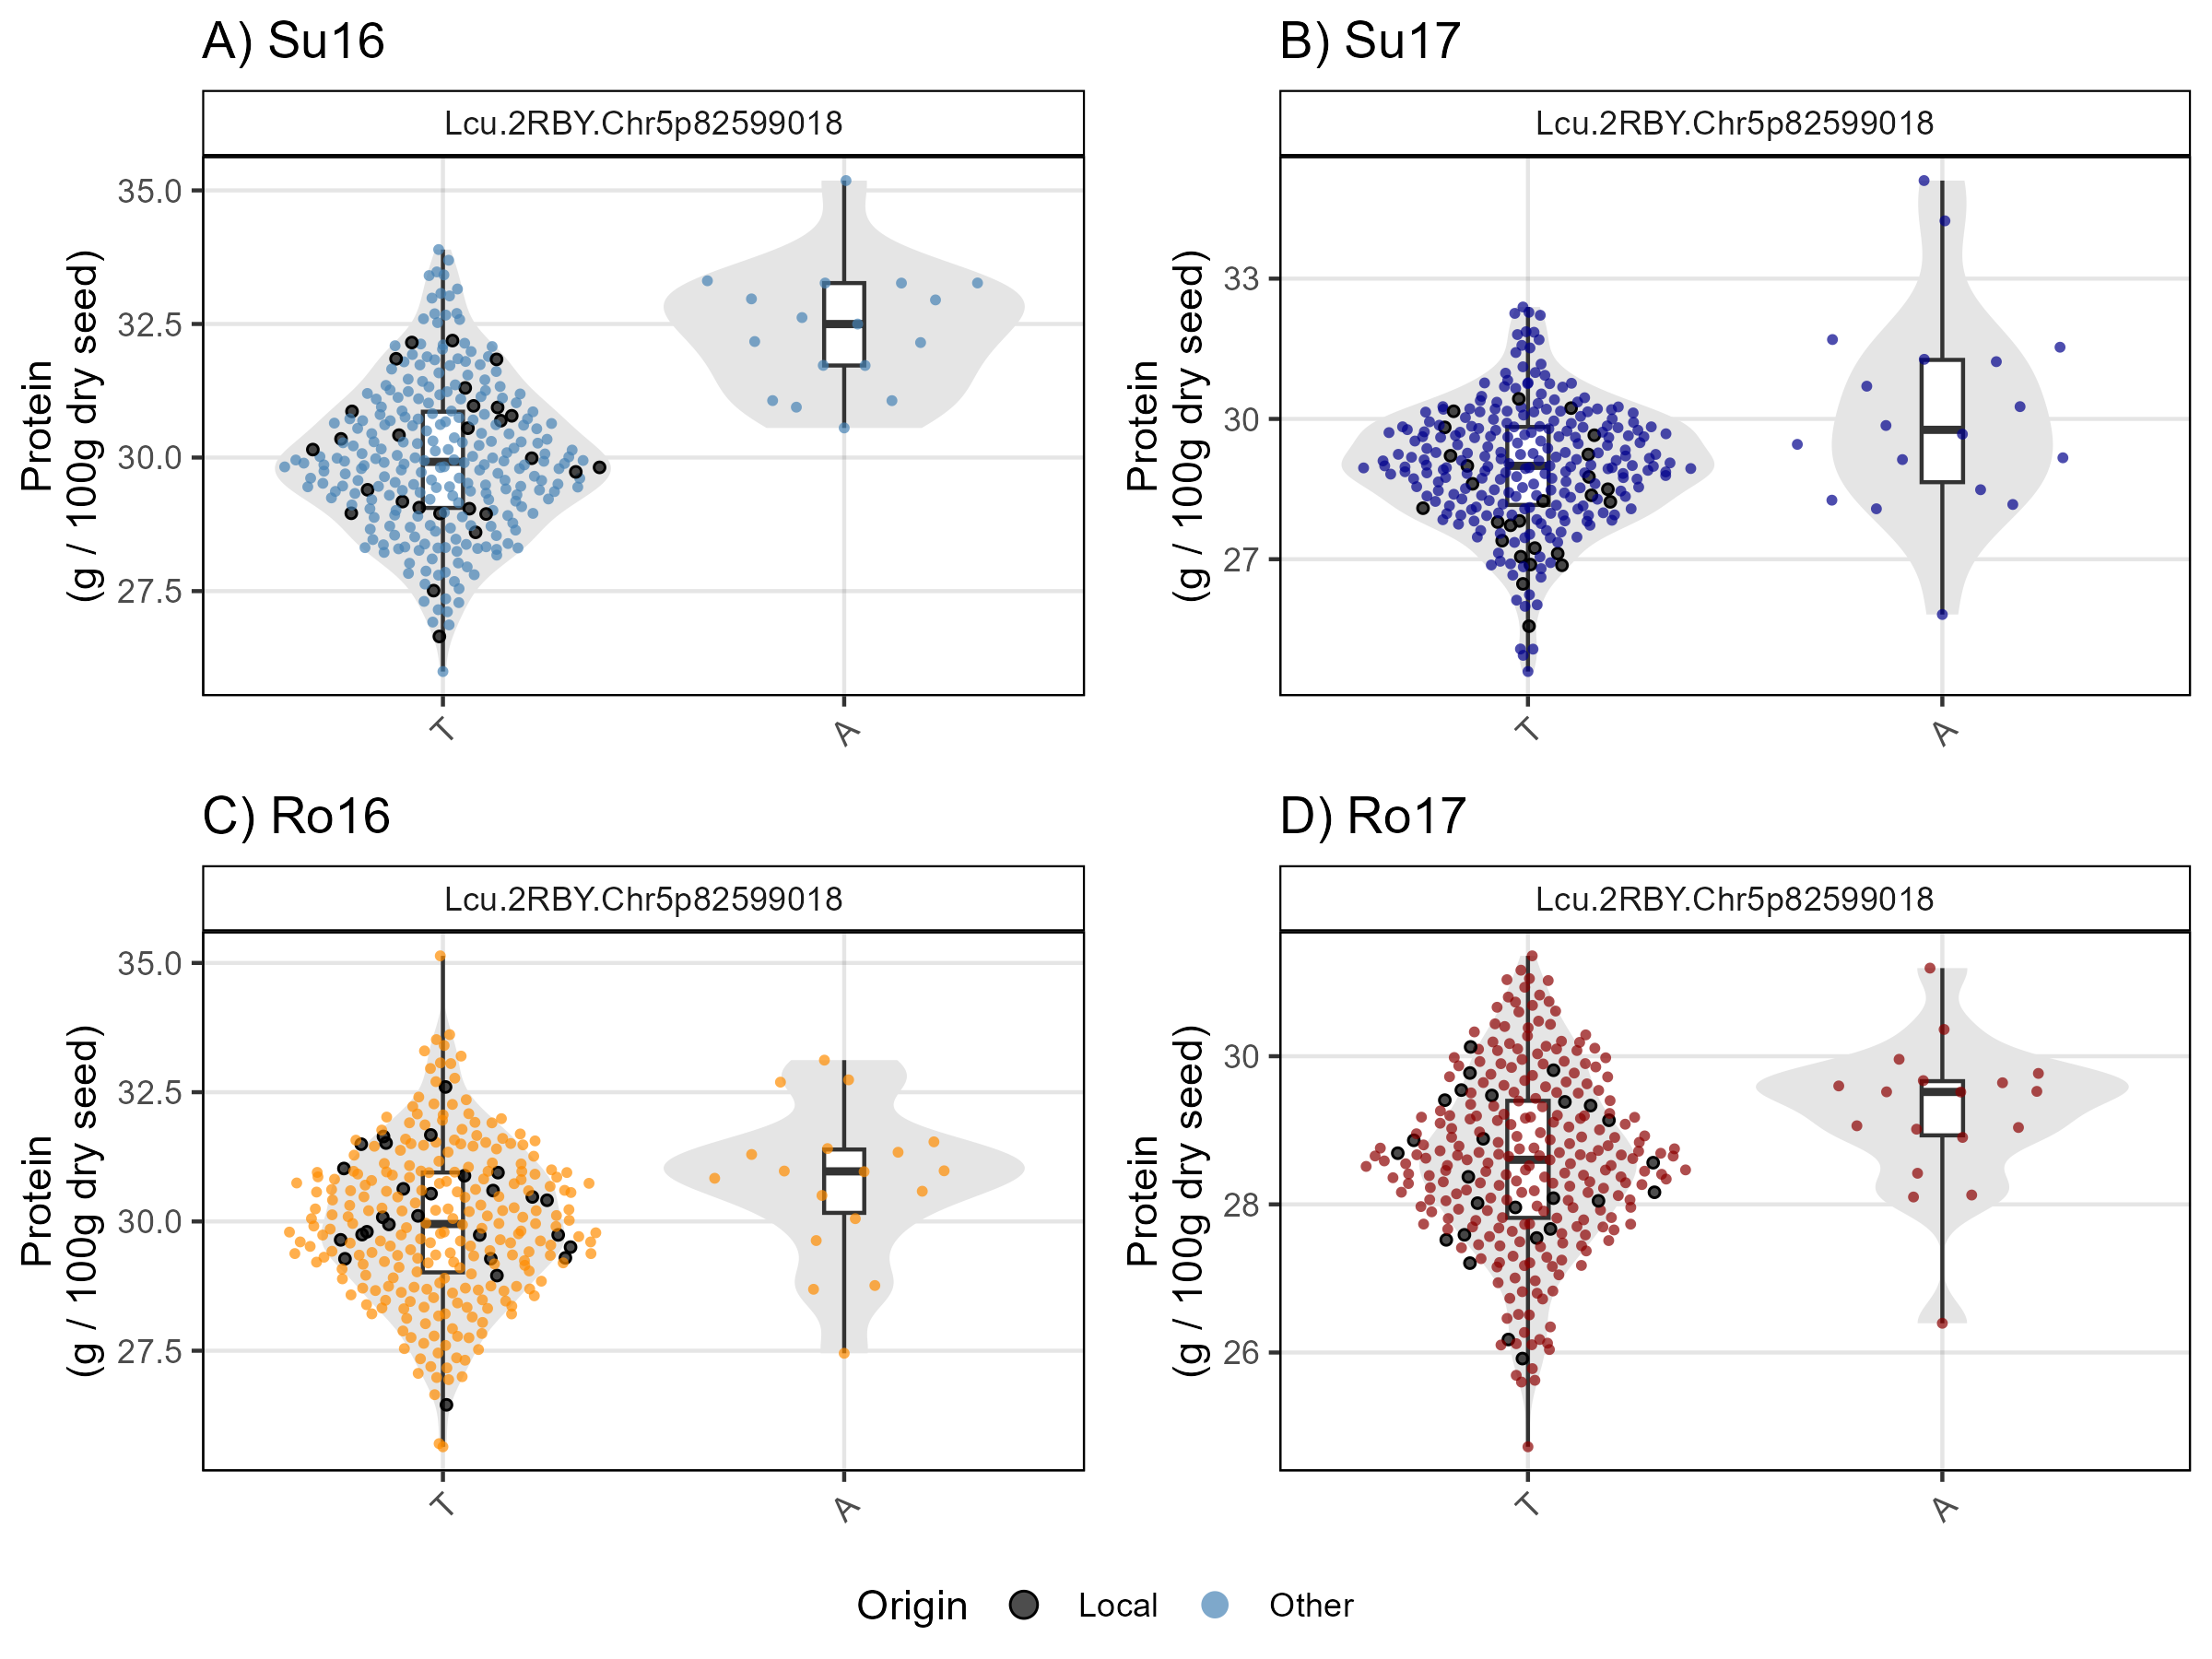 A) Su16
Lcu.2RBY.Chr5p82599018
Protein
(g / 100g dry seed)
35.0
32.5
30.0
27.5
T
A
B) Su17
Lcu.2RBY.Chr5p82599018
Protein
(g / 100g dry seed)
33
30
27
T
A
C) Ro16
Lcu.2RBY.Chr5p82599018
Protein
(g / 100g dry seed)
35.0
32.5
30.0
27.5
T
A
D) Ro17
Lcu.2RBY.Chr5p82599018
Protein
(g / 100g dry seed)
30
28
26
T
A
Origin Local Other